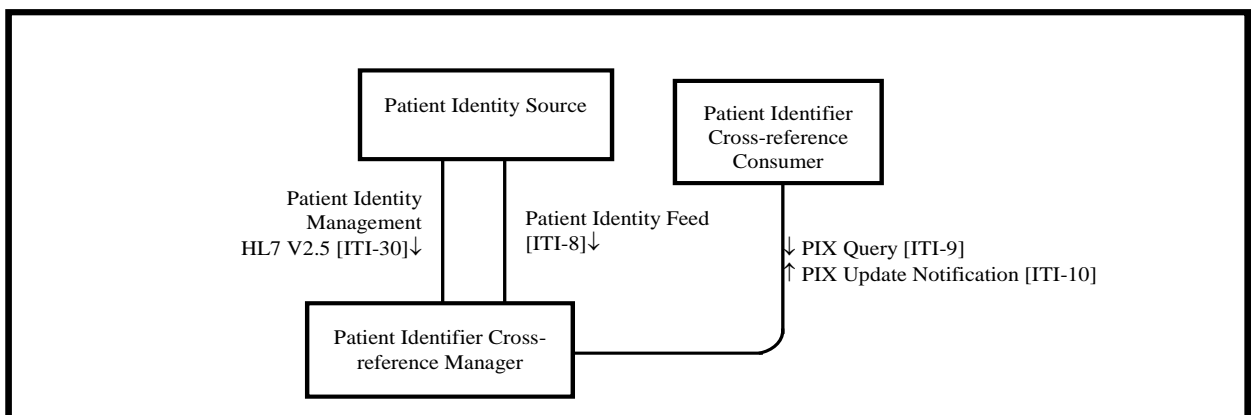 Patient Identity Source
Patient Identifier
Cross-reference
Consumer
Patient Identity
Management
HL7 V2.5 [ITI-30]↓
Patient Identity Feed
[ITI-8]↓
↓ PIX Query [ITI-9]
↑ PIX Update Notification [ITI-10]
Patient Identifier Cross-
reference Manager